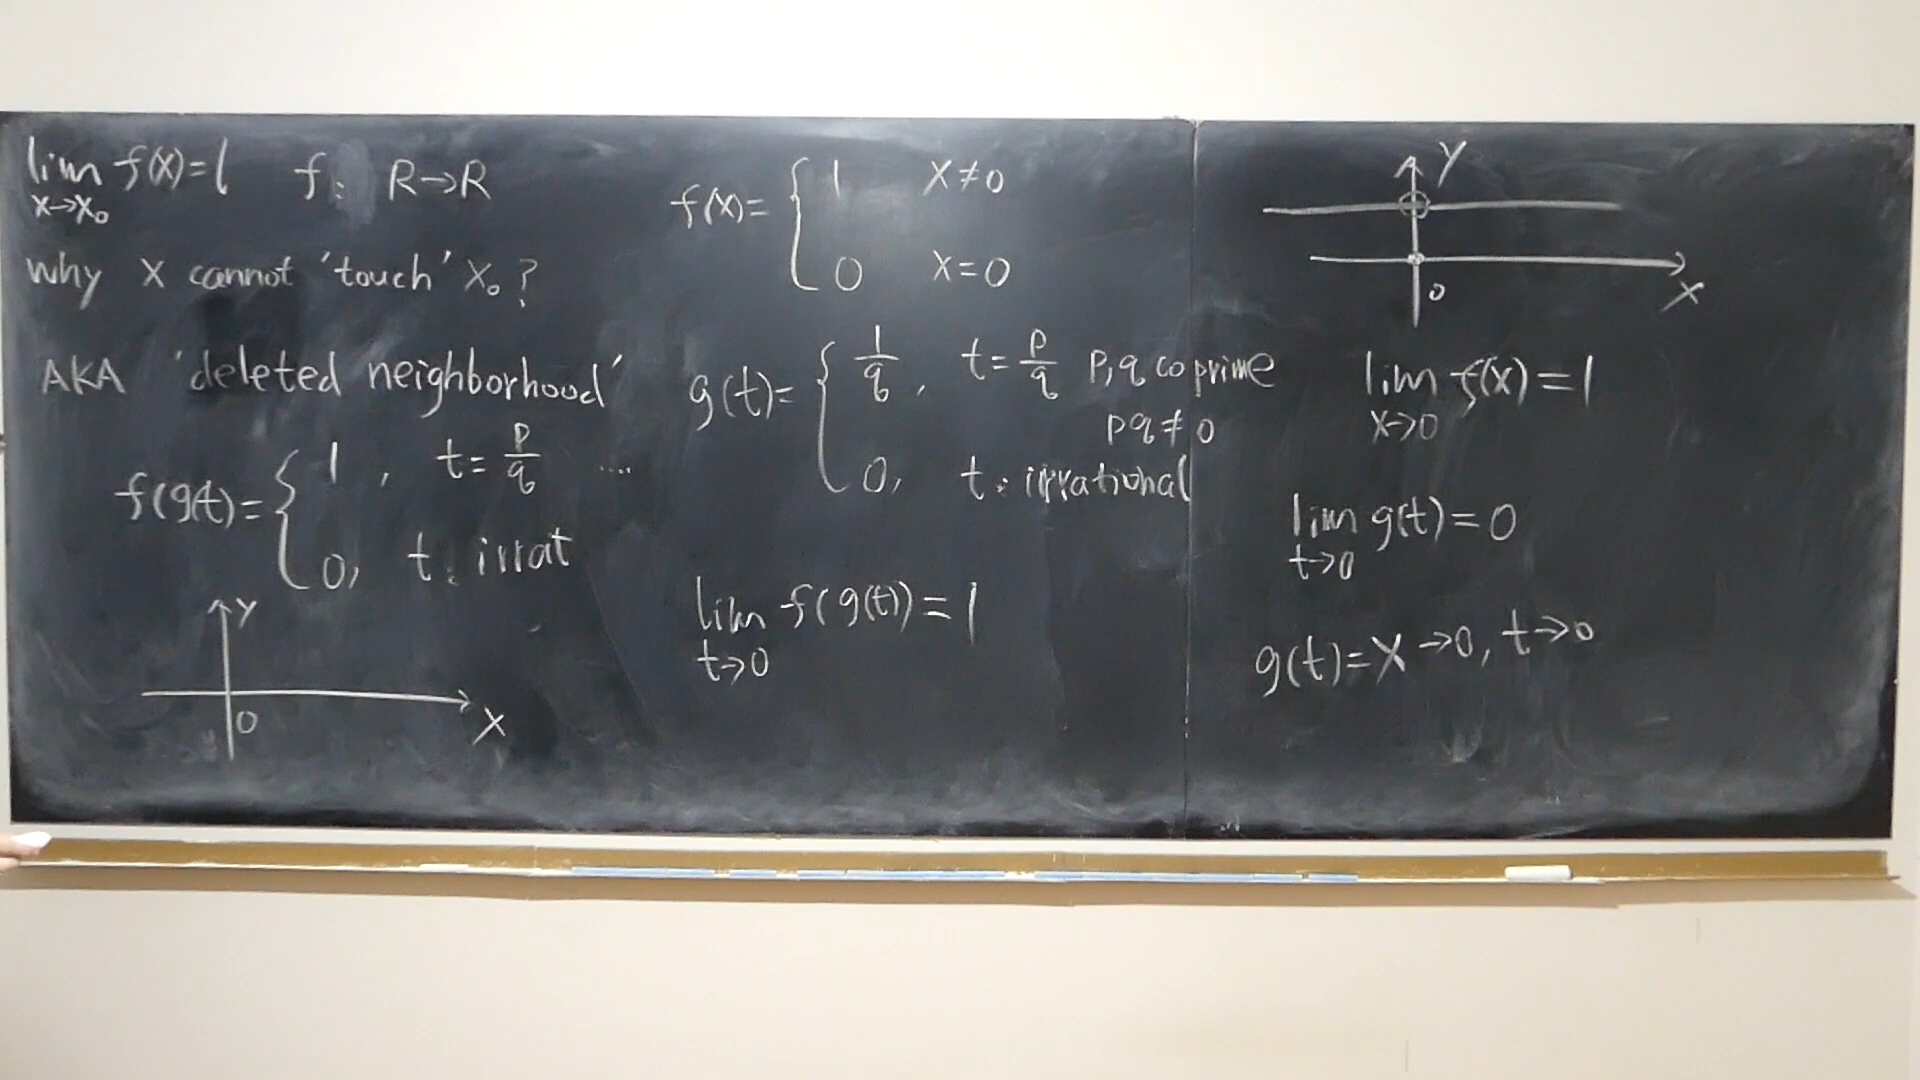 lim f(x)=l f: R→R
x→x₀
why x cannot 'touch' x₀?
AKA 'deleted neighborhood'
f(g(t))= { 1, t= p/q ....
0, t: irrat
y
0
x
f(x)= { 1 x≠0
0 x=0
g(t)= { 1/q, t= p/q p,q coprime
pq≠0
0, t: irrational
lim f(g(t))=1
t→0
y
0
x
lim f(x)=1
x→0
lim g(t)=0
t→0
g(t)=x→0, t→0